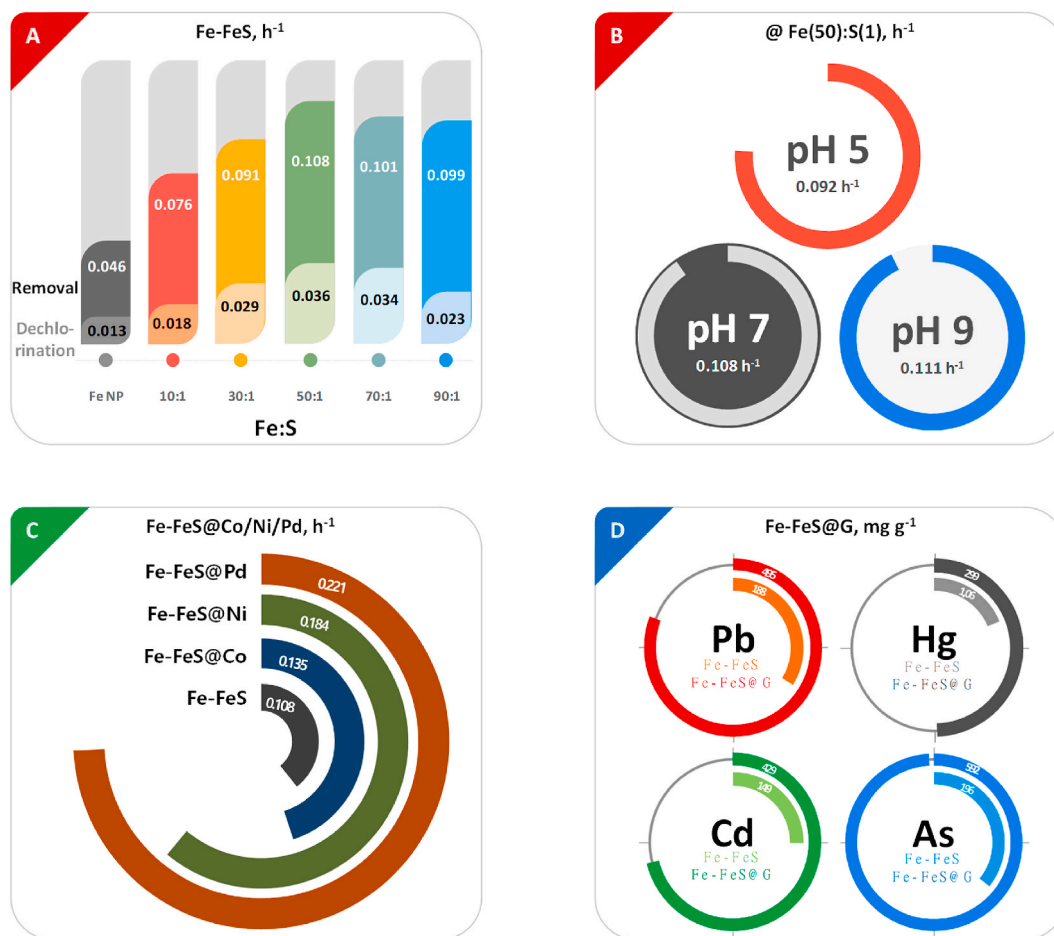 A
Fe-FeS, h-1
0.046
0.076
0.091
0.108
0.101
0.099
Removal
0.013
0.018
0.029
0.036
0.034
0.023
Dechlo-
rination
Fe NP
10:1
30:1
50:1
70:1
90:1
Fe:S
B
@ Fe(50):S(1), h-1
pH 5
0.092 h-1
pH 7
0.108 h-1
pH 9
0.111 h-1
C
Fe-FeS@Co/Ni/Pd, h-1
Fe-FeS@Pd
0.221
Fe-FeS@Ni
0.184
Fe-FeS@Co
0.135
Fe-FeS
0.108
D
Fe-FeS@G, mg g-1
188
Pb
Fe-FeS
Fe-FeS@G
299
Hg
Fe-FeS
Fe-FeS@G
429
149
Cd
Fe-FeS
Fe-FeS@G
592
196
As
Fe-FeS
Fe-FeS@G